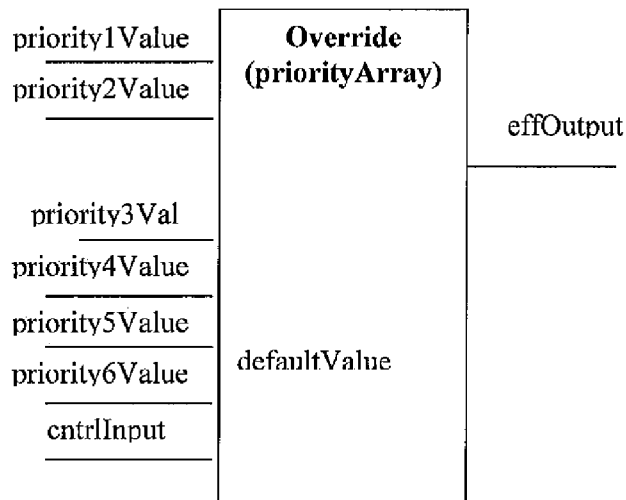 priority1Value
Override
(priorityArray)
priority2Value
effOutput
priority3Val
priority4Value
priority5Value
priority6Value
defaultValue
cntrlInput